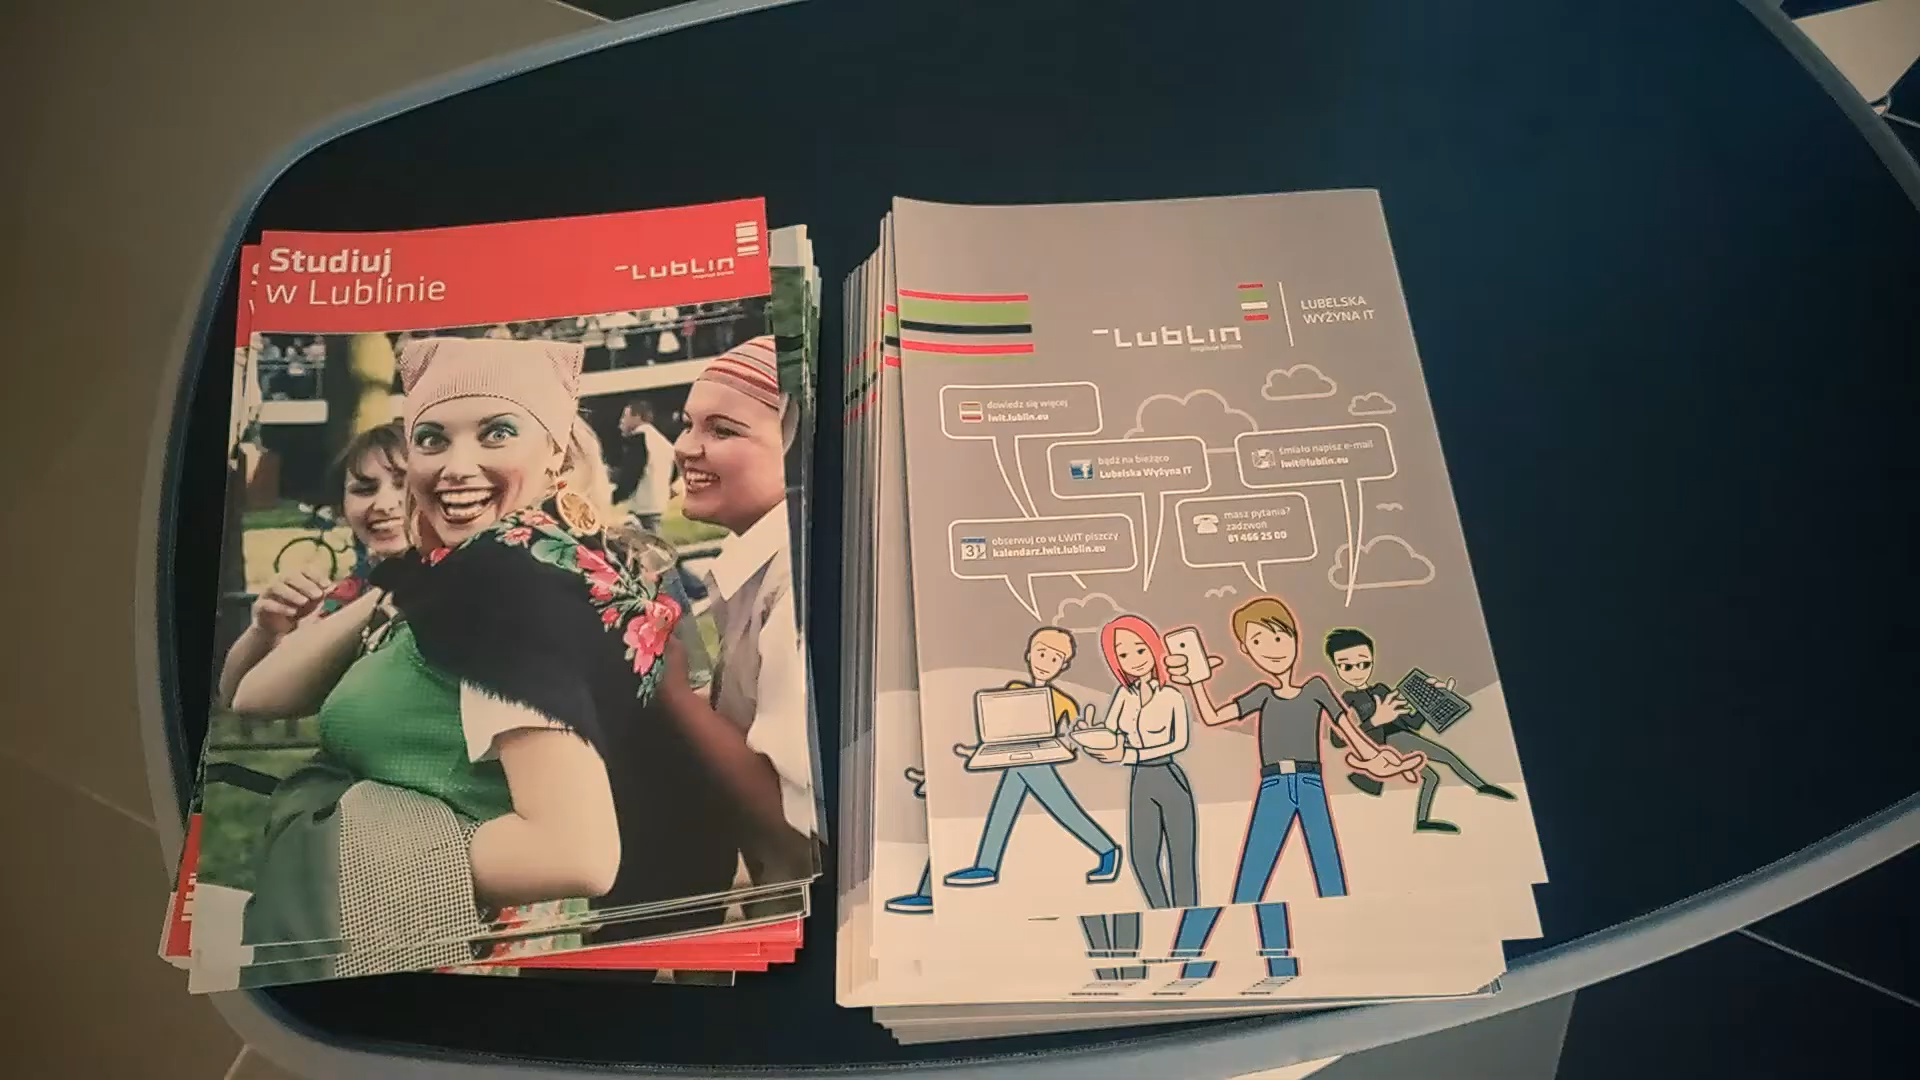 Studiuj
w Lublinie
Lublin
Lublin
LUBELSKA
WYŻYNA IT
dowiedz się więcej
lwit.lublin.eu
bądź na bieżąco
Lubelska Wyżyna IT
śmiało napisz e-mail
lwit@lublin.eu
masz pytania?
zadzwoń
81 466 25 00
obserwuj co w LWIT piszczy
kalendarz.lwit.lublin.eu
31